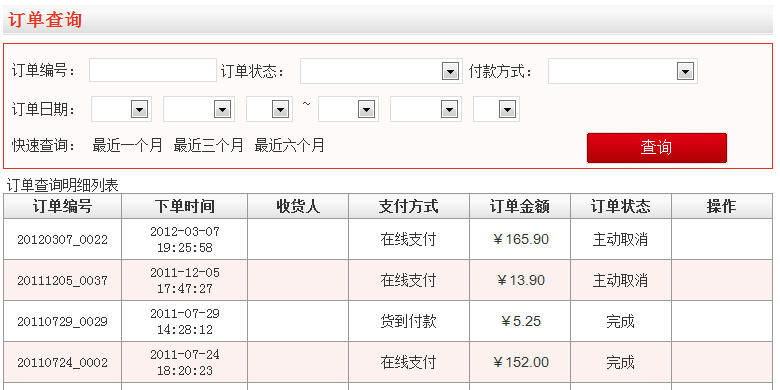 订单查询
订单编号： 订单状态： 付款方式：
订单日期： ~
快速查询： 最近一个月 最近三个月 最近六个月 查询
订单查询明细列表
订单编号 下单时间 收货人 支付方式 订单金额 订单状态 操作
20120307_0022 2012-03-07 19:25:58 在线支付 ￥165.90 主动取消
20111205_0037 2011-12-05 17:47:27 在线支付 ￥13.90 主动取消
20110729_0029 2011-07-29 14:28:12 货到付款 ￥5.25 完成
20110724_0002 2011-07-24 18:20:23 在线支付 ￥152.00 完成